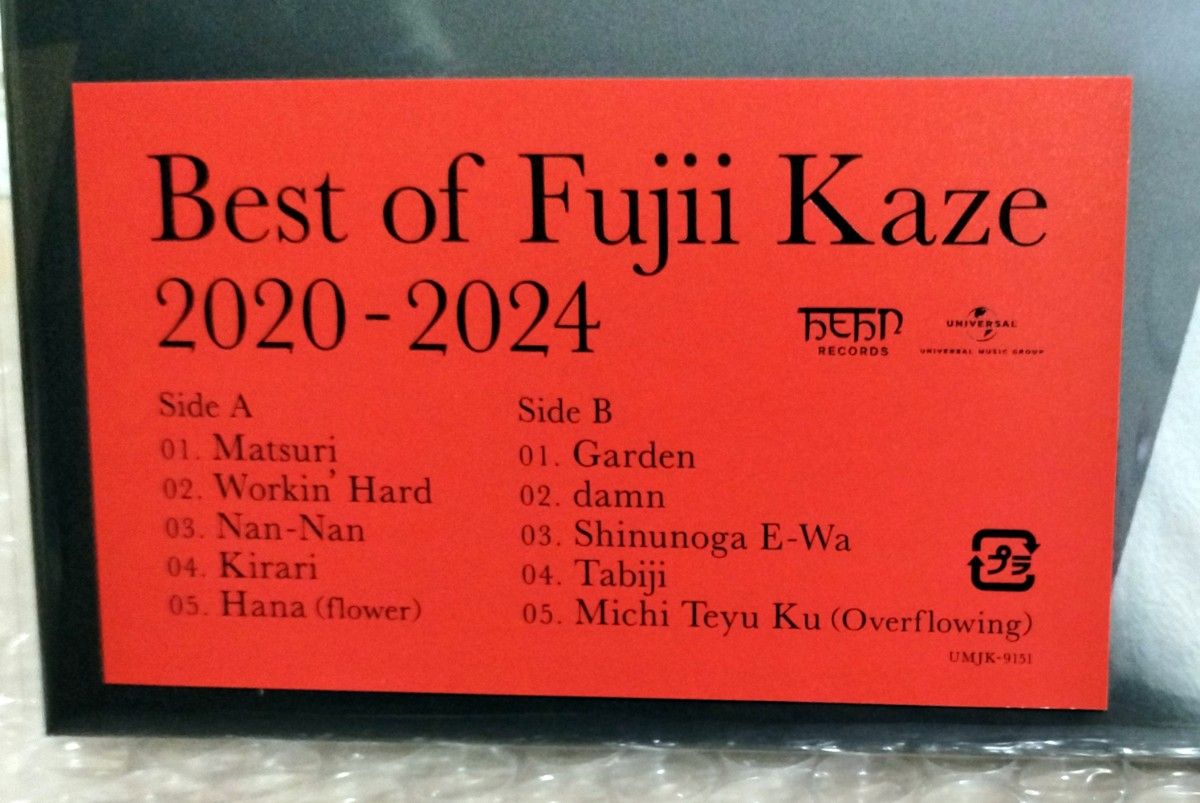 Best of Fujii Kaze
2020-2024
HEHN
RECORDS
UNIVERSAL
UNIVERSAL MUSIC GROUP
Side A
01. Matsuri
02. Workin' Hard
03. Nan-Nan
04. Kirari
05. Hana (flower)
Side B
01. Garden
02. damn
03. Shinunoga E-Wa
04. Tabiji
05. Michi Teyu Ku (Overflowing)
プラ
UMJK-9151